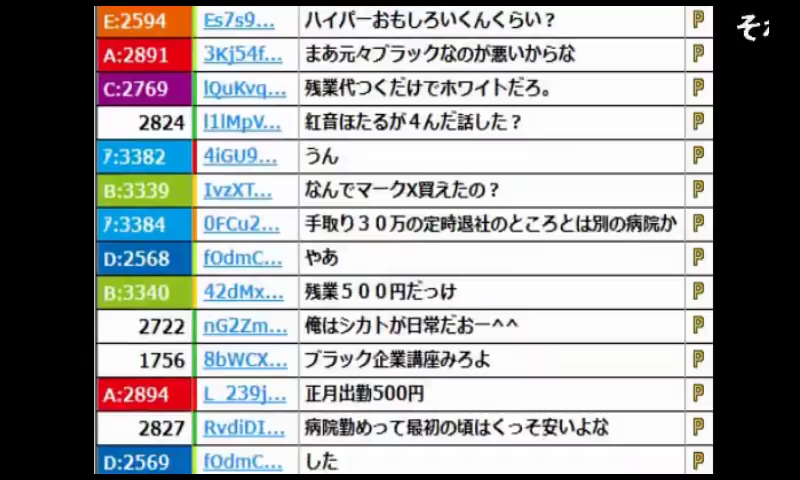 E:2594 Es7s9... ハイパーおもしろいくんくらい？ P
そ
A:2891 3Kj54f... まあ元々ブラックなのが悪いからな P
C:2769 lQuKvq... 残業代つくだけでホワイトだろ。 P
2824 l1lMpV... 紅音ほたるが４んだ話した？ P
ｱ:3382 4iGU9... うん P
B:3339 IvzXT... なんでマークX買えたの？ P
ｱ:3384 0FCu2... 手取り３０万の定時退社のところとは別の病院か P
D:2568 fOdmC... やあ P
B:3340 42dMx... 残業５００円だっけ P
2722 nG2Zm... 俺はシカトが日常だおー^^ P
1756 8bWCX... ブラック企業講座みろよ P
A:2894 L_239j... 正月出勤500円 P
2827 RvdiDI... 病院勤めって最初の頃はくっそ安いよな P
D:2569 fOdmC... した P